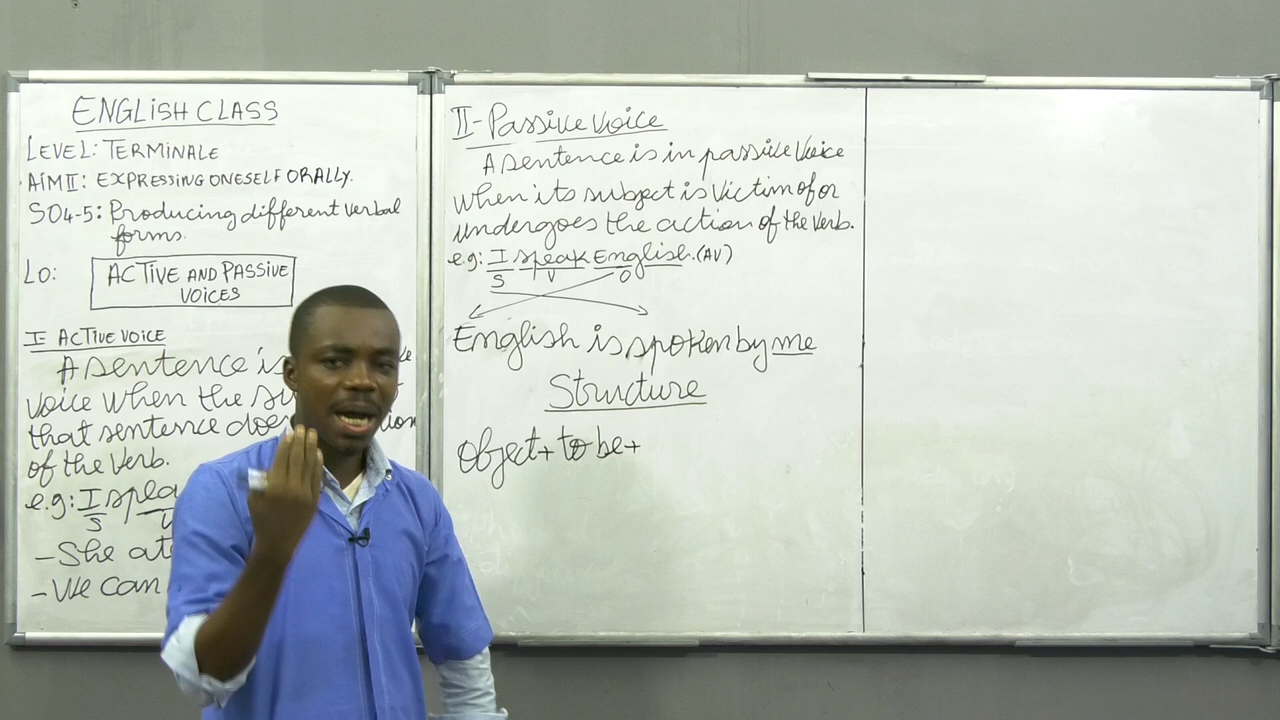 ENGLISH CLASS
LEVEL: TERMINALE
AIM II: EXPRESSING ONESELF ORALLY.
SO4-5: Producing different verbal
forms.
LO: ACTIVE AND PASSIVE
VOICES
I- ACTIVE VOICE
A sentence is
voice when the
that sentence does
of the verb.
e.g: I
S V
- She ate
- We can
II- Passive voice
A sentence is in passive voice
when its subject is victim of or
undergoes the action of the verb.
e.g: I speak English. (AV)
S V O
English is spoken by me
Structure
Object + to be +